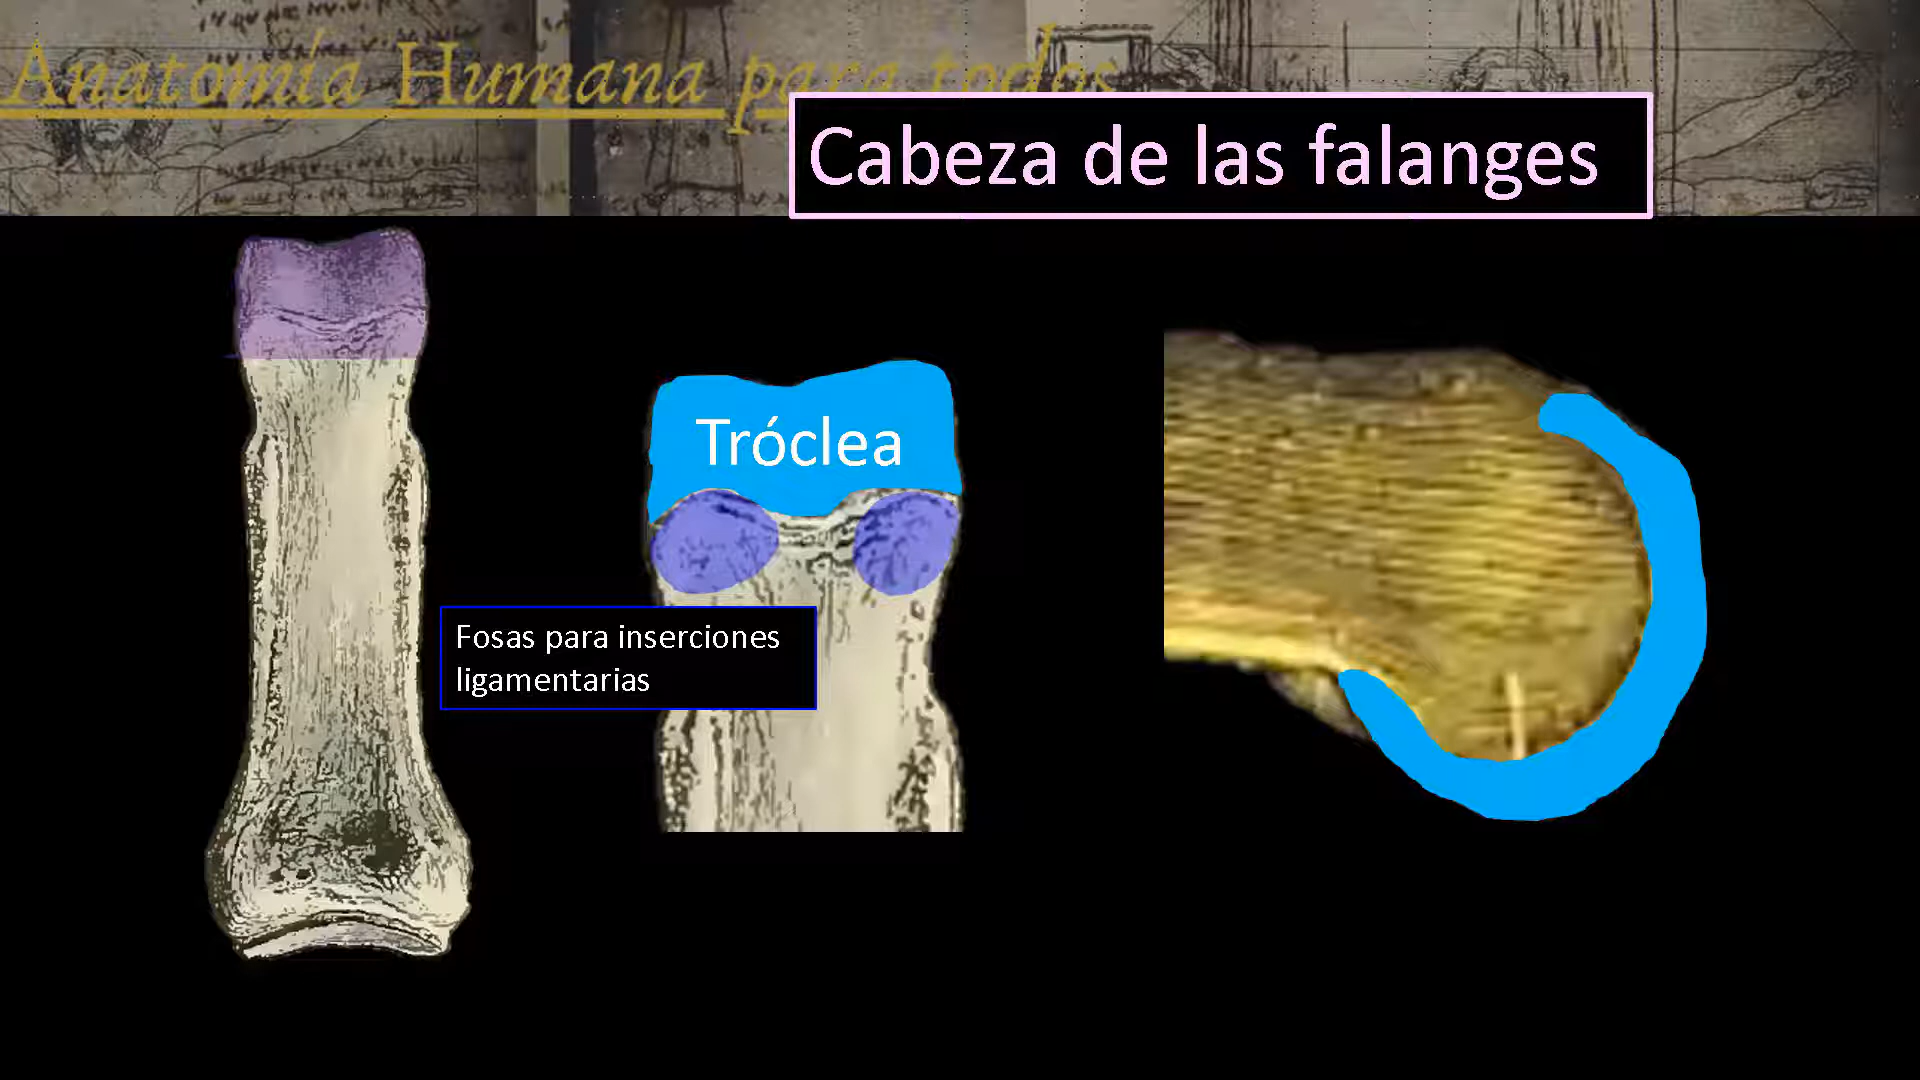 Anatomía Humana para todos
Cabeza de las falanges
Tróclea
Fosas para inserciones
ligamentarias